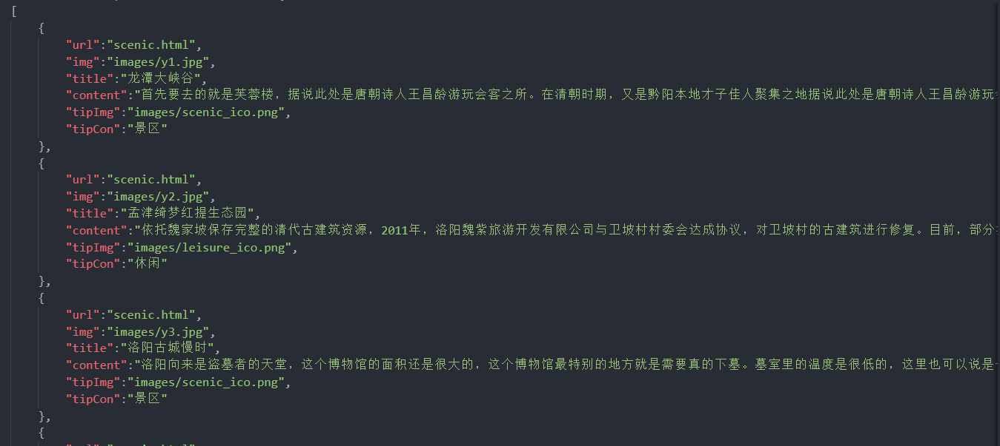 [
{
"url":"scenic.html",
"img":"images/y1.jpg",
"title":"龙潭大峡谷",
"content":"首先要去的就是芙蓉楼，据说此处是唐朝诗人王昌龄游玩会客之所。在清朝时期，又是黔阳本地才子佳人聚集之地据说此处是唐朝诗人王昌龄游玩
"tipImg":"images/scenic_ico.png",
"tipCon":"景区"
},
{
"url":"scenic.html",
"img":"images/y2.jpg",
"title":"孟津绮梦红提生态园",
"content":"依托魏家坡保存完整的清代古建筑资源，2011年，洛阳魏紫旅游开发有限公司与卫坡村村委会达成协议，对卫坡村的古建筑进行修复。目前，部分
"tipImg":"images/leisure_ico.png",
"tipCon":"休闲"
},
{
"url":"scenic.html",
"img":"images/y3.jpg",
"title":"洛阳古城慢时",
"content":"洛阳向来是盗墓者的天堂，这个博物馆的面积还是很大的，这个博物馆最特别的地方就是需要真的下墓。墓室里的温度是很低的，这里也可以说是
"tipImg":"images/scenic_ico.png",
"tipCon":"景区"
},
{